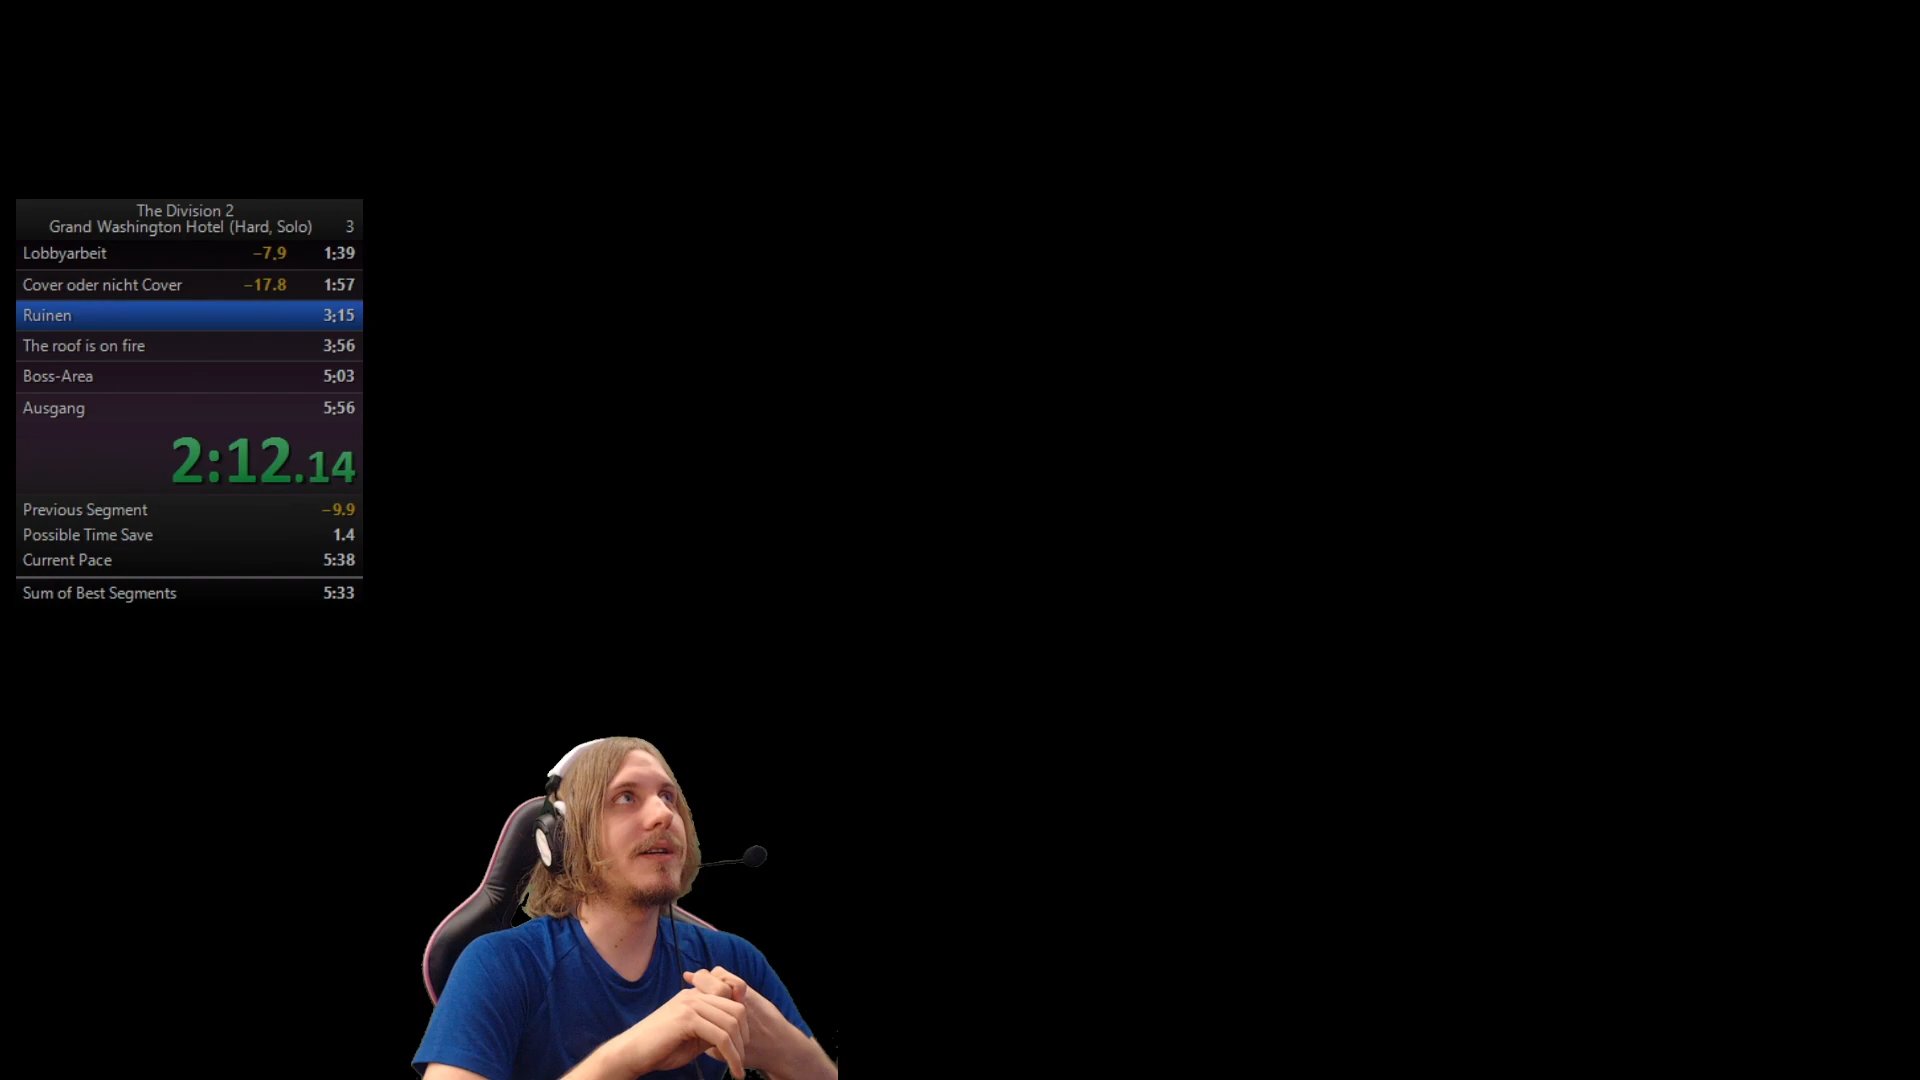 The Division 2
Grand Washington Hotel (Hard, Solo) 3
Lobbyarbeit −7.9 1:39
Cover oder nicht Cover −17.8 1:57
Ruinen 3:15
The roof is on fire 3:56
Boss-Area 5:03
Ausgang 5:56
2:12.14
Previous Segment −9.9
Possible Time Save 1.4
Current Pace 5:38
Sum of Best Segments 5:33